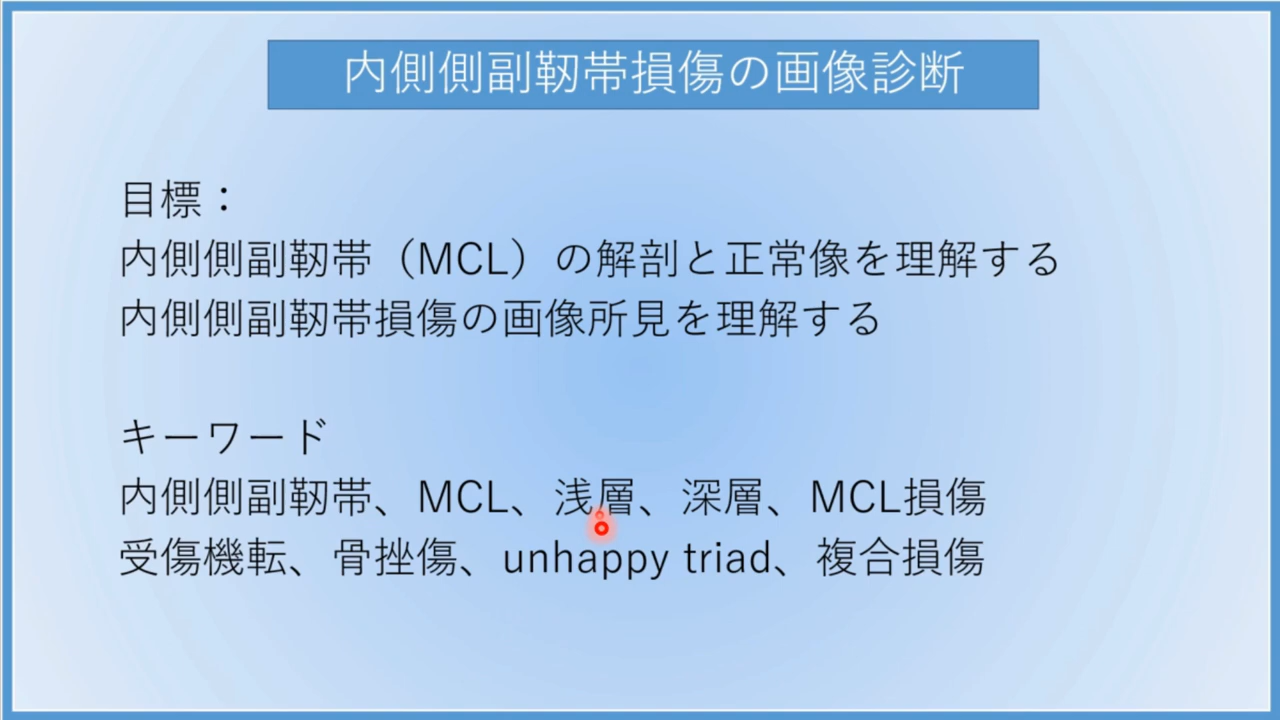 内側側副靭帯損傷の画像診断
目標：
内側側副靭帯（MCL）の解剖と正常像を理解する
内側側副靭帯損傷の画像所見を理解する
キーワード
内側側副靭帯、MCL、浅層、深層、MCL損傷
受傷機転、骨挫傷、unhappy triad、複合損傷